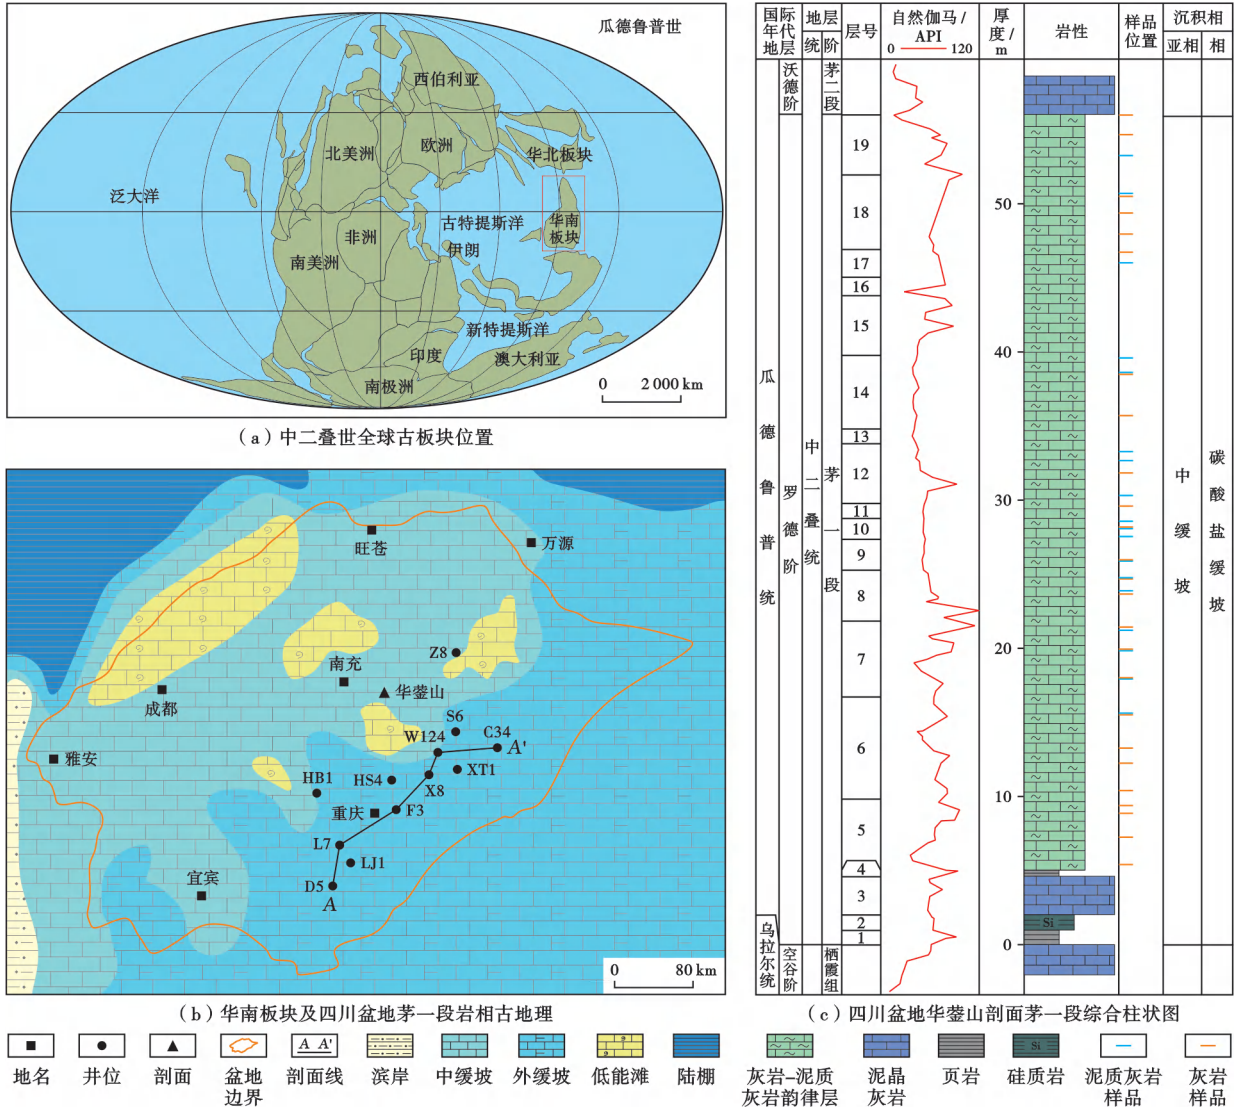 瓜德鲁普世
西伯利亚
北美洲
欧洲
华北板块
泛大洋
古特提斯洋
华南
板块
非洲
伊朗
南美洲
新特提斯洋
印度
澳大利亚
南极洲
0 2 000 km
(a)中二叠世全球古板块位置
旺苍
万源
Z8
南充
华蓥山
成都
S6
W124
C34
A'
雅安
HB1
HS4
XT1
X8
重庆
F3
L7
LJ1
宜宾
D5
A
0 80 km
(b)华南板块及四川盆地茅一段岩相古地理
国际年代地层
地层
统
阶
层号
自然伽马/
API
0 120
厚度/m
岩性
样品
位置
沉积相
亚相
相
沃德阶
茅二段
瓜德鲁普统
罗德阶
中二叠统
茅一段
乌拉尔统
空谷阶
栖霞组
19
18
17
16
15
14
13
12
11
10
9
8
7
6
5
4
3
2
1
50
40
30
20
10
0
Si
中缓坡
碳酸盐缓坡
(c)四川盆地华蓥山剖面茅一段综合柱状图
地名
井位
剖面
盆地
边界
A A'
剖面线
滨岸
中缓坡
外缓坡
低能滩
陆棚
灰岩-泥质
灰岩韵律层
泥晶
灰岩
页岩
Si
硅质岩
泥质灰岩
样品
灰岩
样品